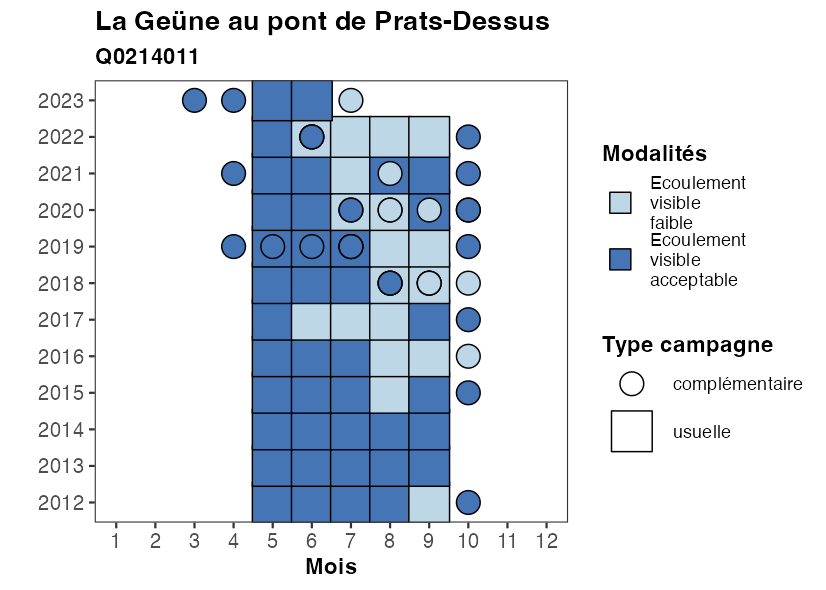 La Geüne au pont de Prats-Dessus
Q0214011
2023
2022
2021
2020
2019
2018
2017
2016
2015
2014
2013
2012
1 2 3 4 5 6 7 8 9 10 11 12
Mois
Modalités
Ecoulement
visible
faible
Ecoulement
visible
acceptable
Type campagne
complémentaire
usuelle